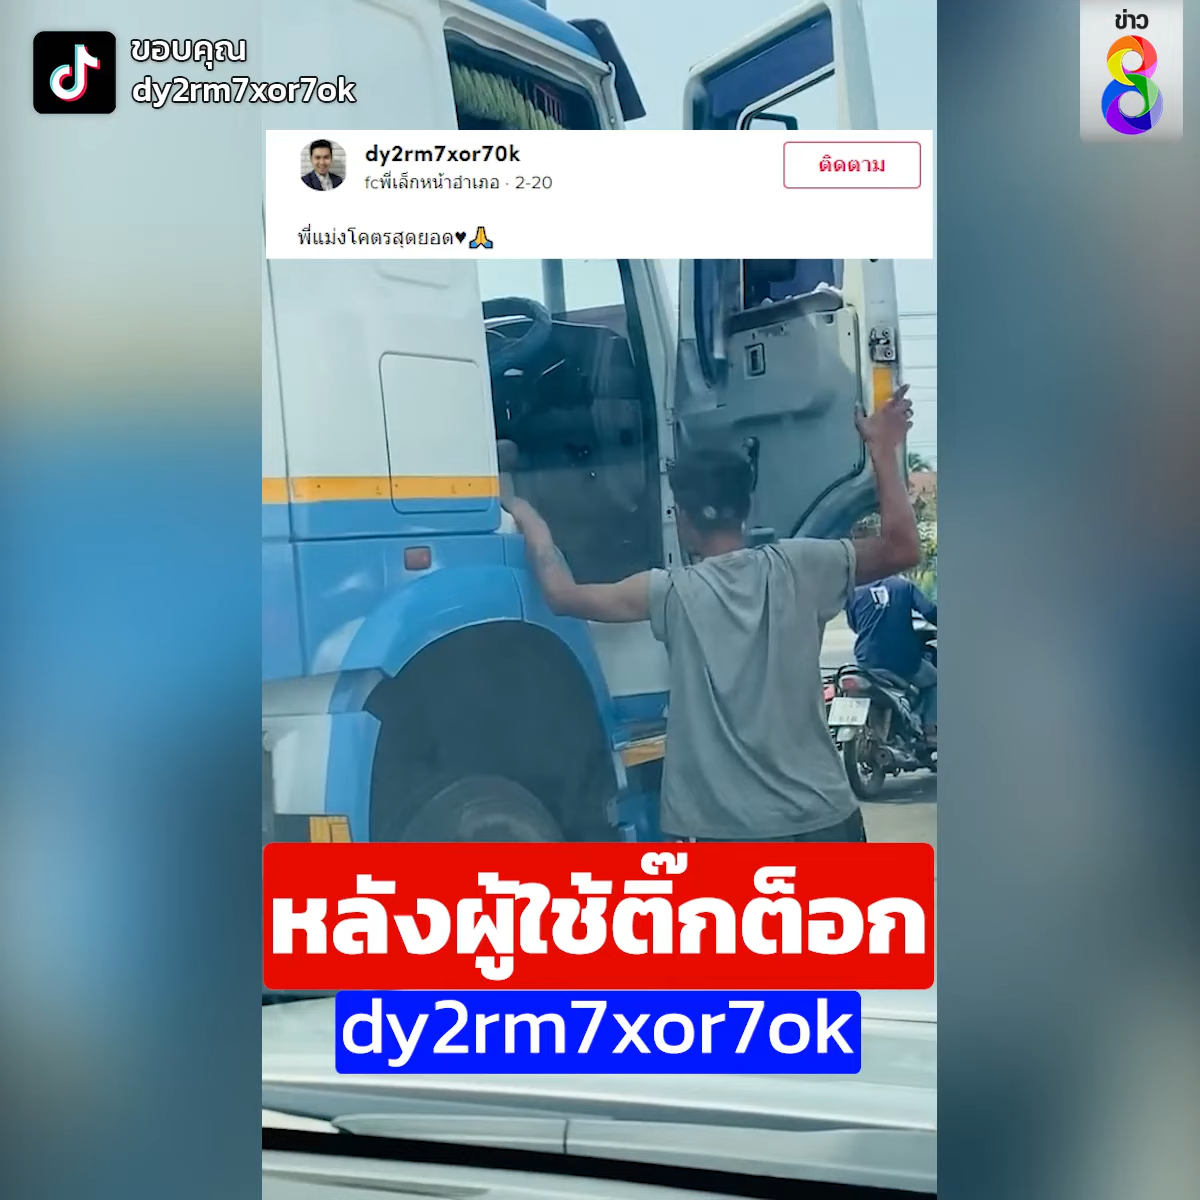 ขอบคุณ
dy2rm7xor7ok
ข่าว
8
dy2rm7xor70k
fcพี่เล็กหน้าอำเภอ · 2-20
ติดตาม
พี่แม่งโคตรสุดยอด♥🙏
หลังผู้ใช้ติ๊กต็อก
dy2rm7xor7ok